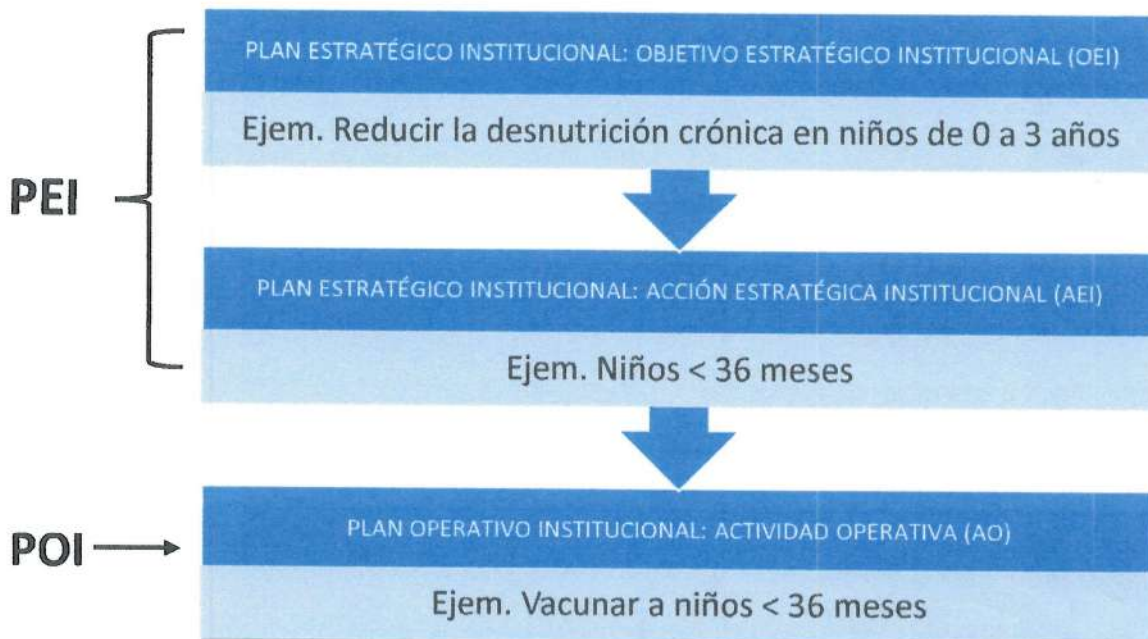 PLAN ESTRATÉGICO INSTITUCIONAL: OBJETIVO ESTRATÉGICO INSTITUCIONAL (OEI)
Ejem. Reducir la desnutrición crónica en niños de 0 a 3 años
PEI
PLAN ESTRATÉGICO INSTITUCIONAL: ACCIÓN ESTRATÉGICA INSTITUCIONAL (AEI)
Ejem. Niños < 36 meses
POI
PLAN OPERATIVO INSTITUCIONAL: ACTIVIDAD OPERATIVA (AO)
Ejem. Vacunar a niños < 36 meses